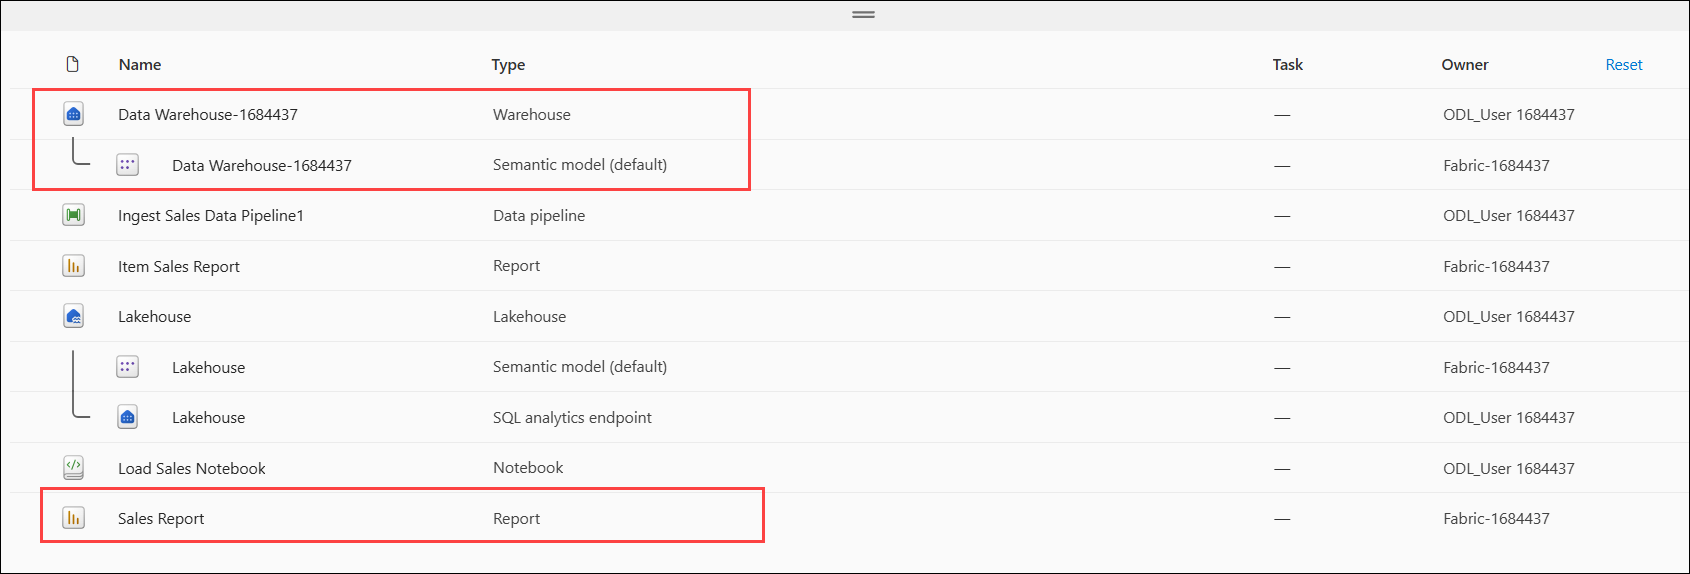 Name Type Task Owner Reset
Data Warehouse-1684437 Warehouse — ODL_User 1684437
Data Warehouse-1684437 Semantic model (default) — Fabric-1684437
Ingest Sales Data Pipeline1 Data pipeline — ODL_User 1684437
Item Sales Report Report — Fabric-1684437
Lakehouse Lakehouse — ODL_User 1684437
Lakehouse Semantic model (default) — Fabric-1684437
Lakehouse SQL analytics endpoint — ODL_User 1684437
Load Sales Notebook Notebook — ODL_User 1684437
Sales Report Report — Fabric-1684437